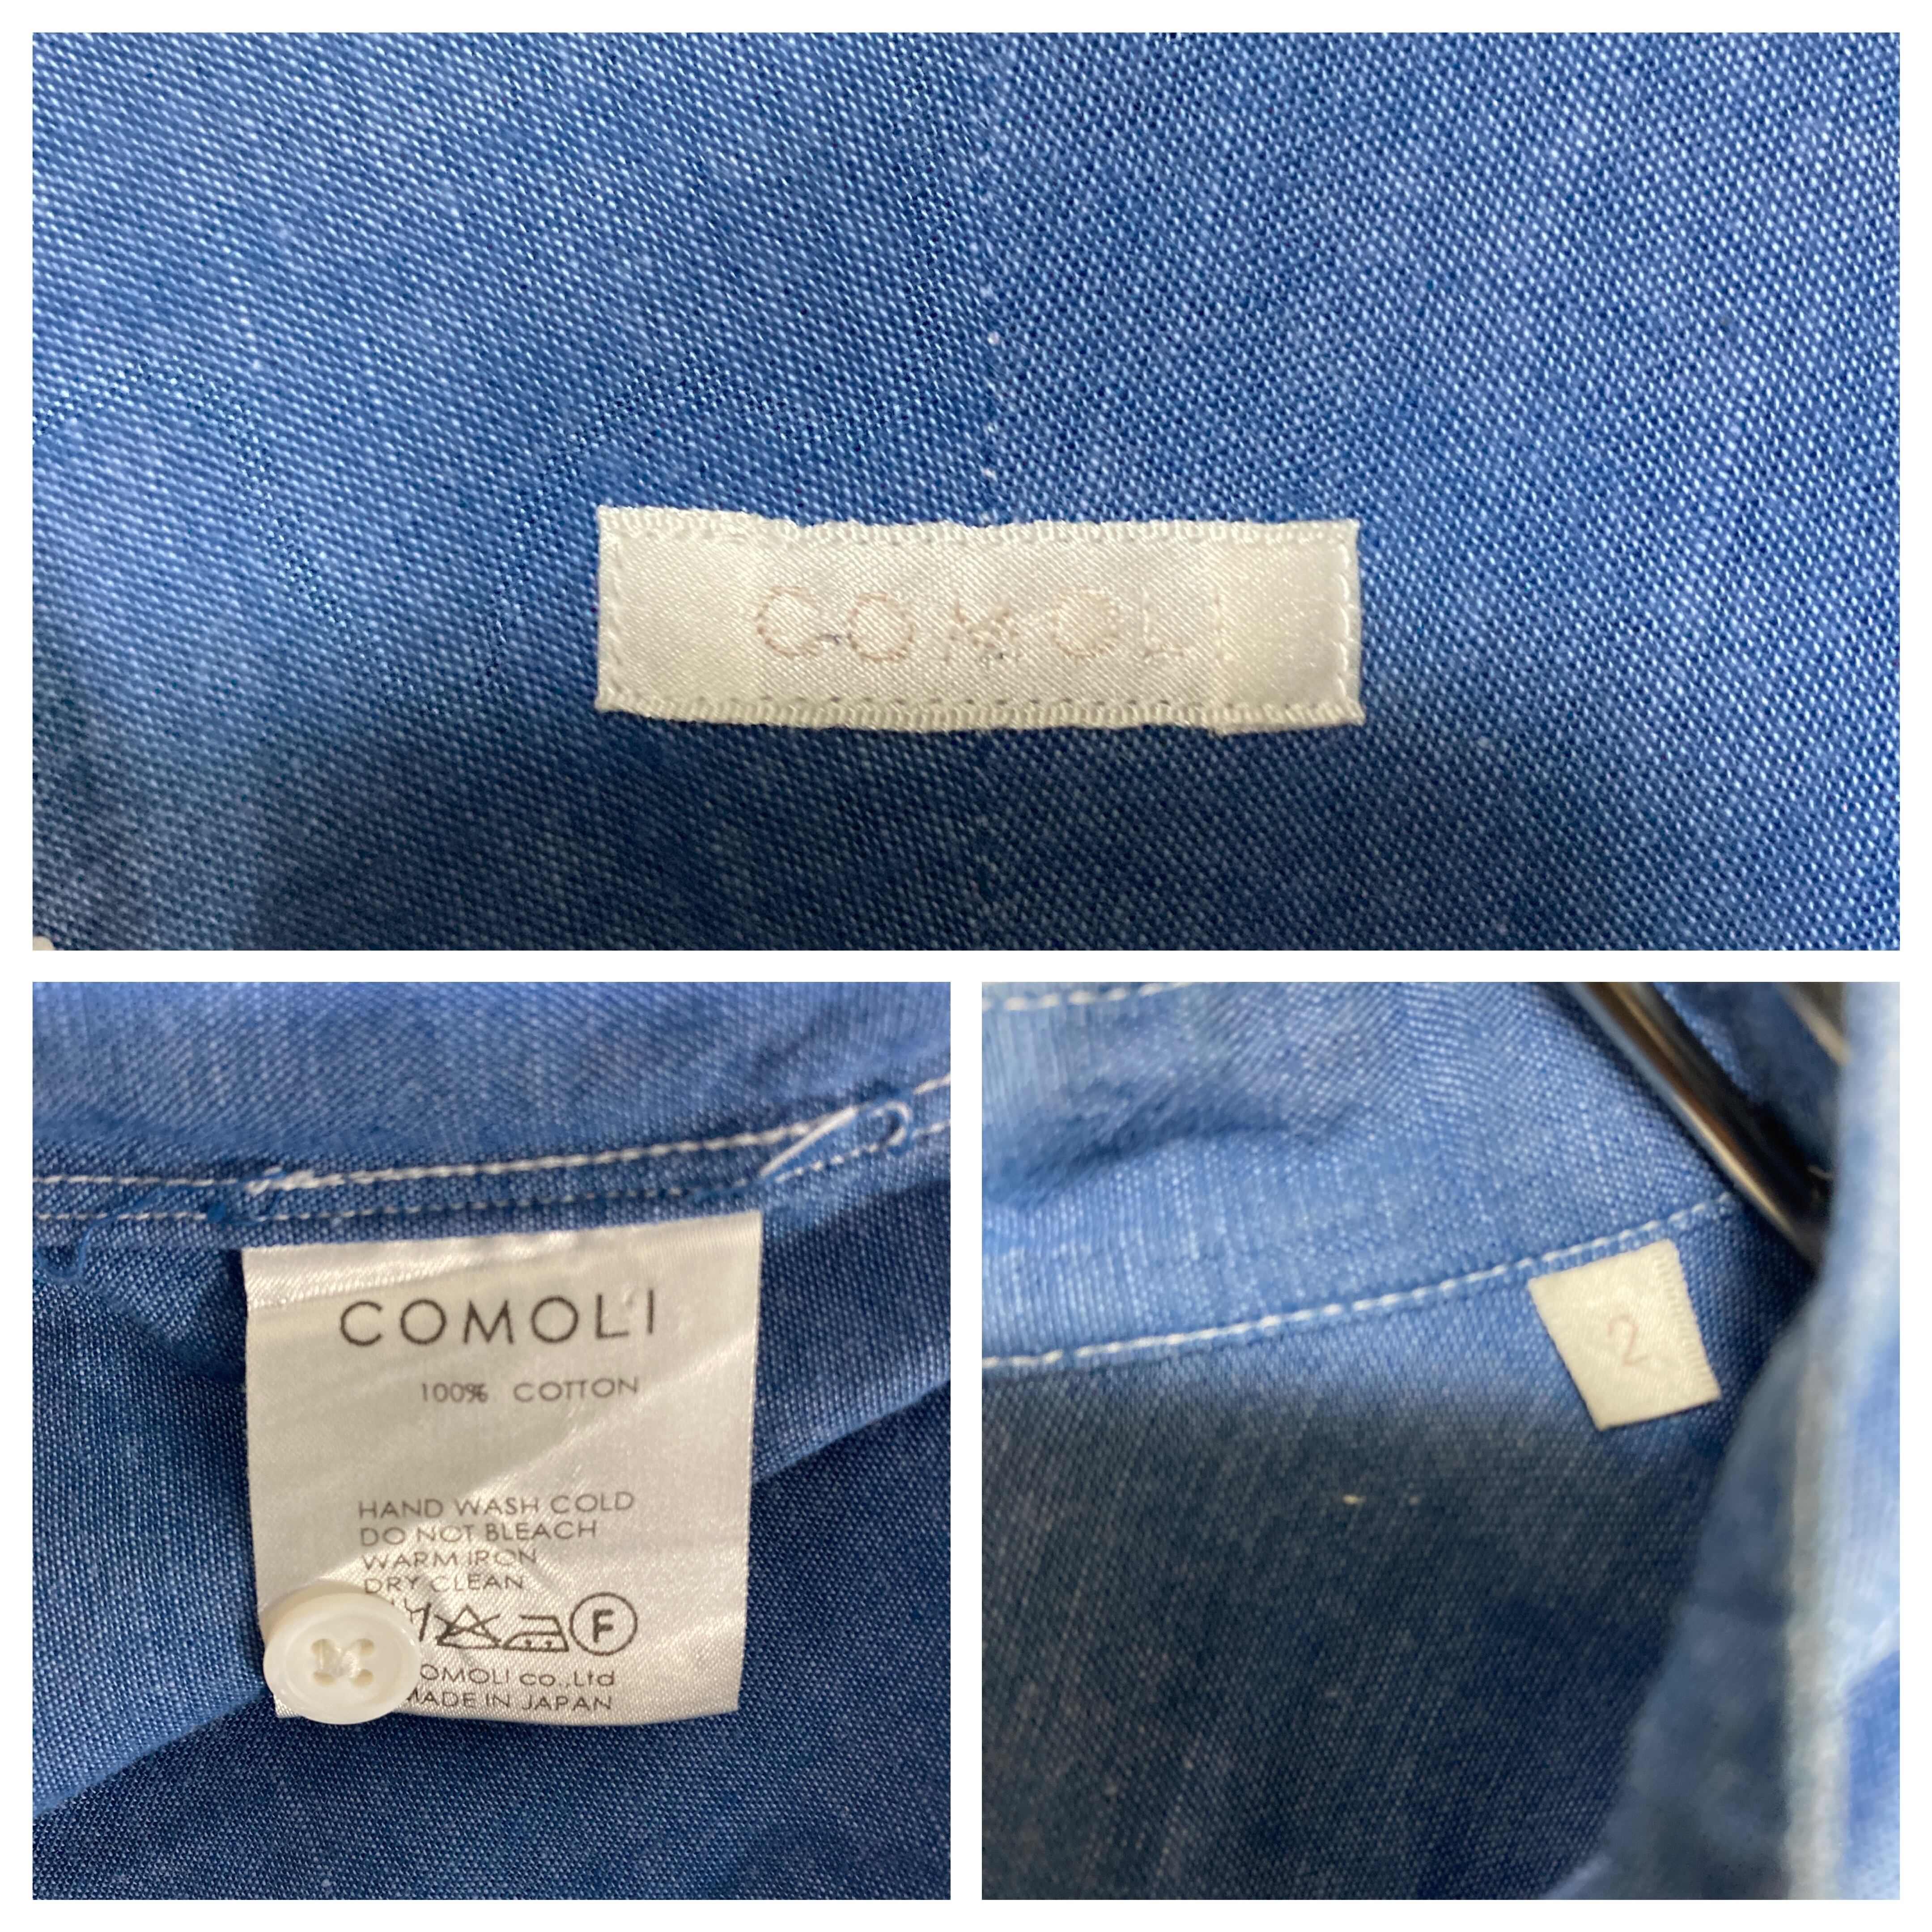 COMOLI
COMOLI
100% COTTON
HAND WASH COLD
DO NOT BLEACH
WARM IRON
DRY CLEAN
F
OMOLI co.,Ltd
MADE IN JAPAN
2